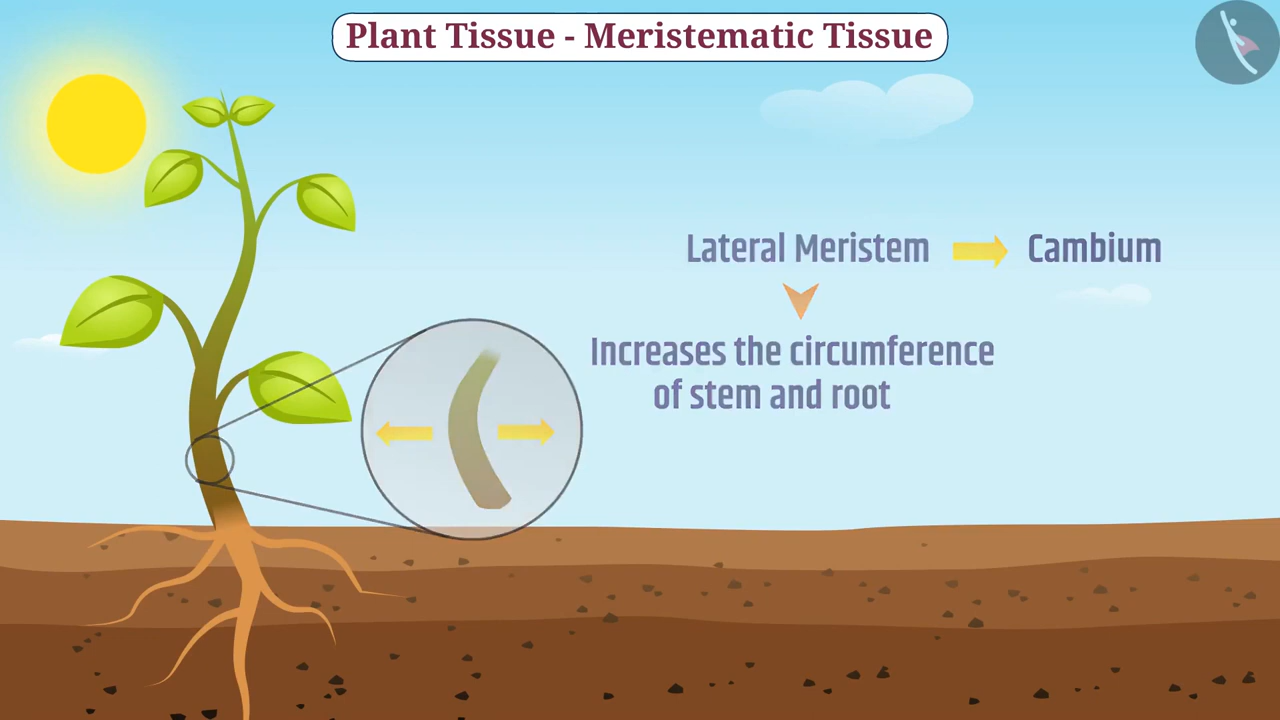 Plant Tissue - Meristematic Tissue
Lateral Meristem
Cambium
Increases the circumference
of stem and root